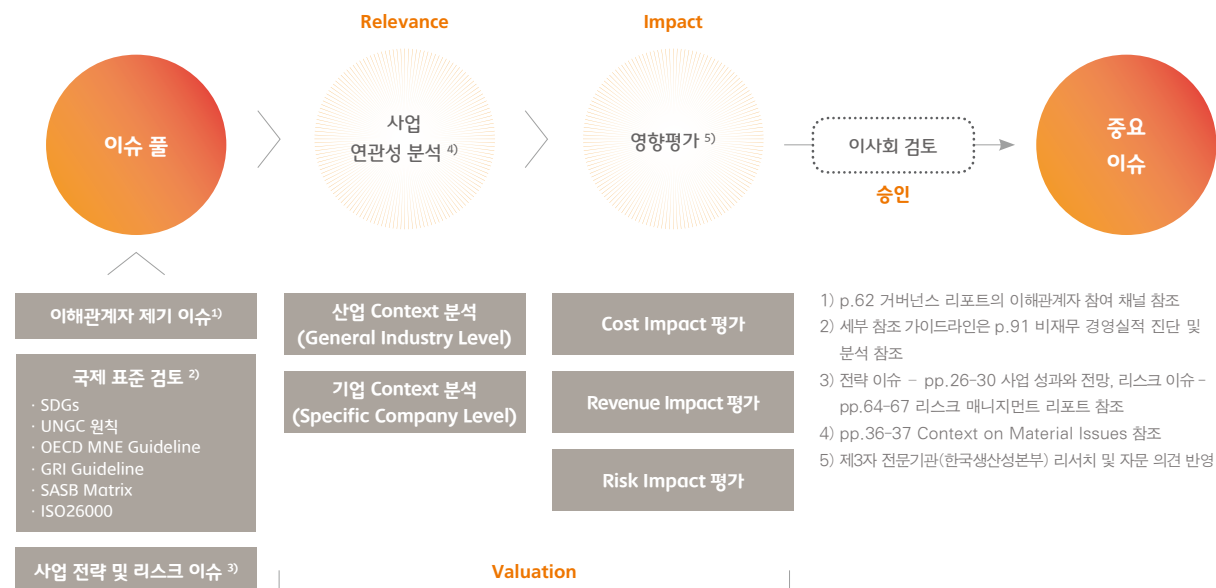 Relevance
Impact
이슈 풀
사업
연관성 분석 4)
영향평가 5)
이사회 검토
승인
중요
이슈
이해관계자 제기 이슈1)
국제 표준 검토 2)
· SDGs
· UNGC 원칙
· OECD MNE Guideline
· GRI Guideline
· SASB Matrix
· ISO26000
사업 전략 및 리스크 이슈 3)
산업 Context 분석
(General Industry Level)
기업 Context 분석
(Specific Company Level)
Cost Impact 평가
Revenue Impact 평가
Risk Impact 평가
Valuation
1) p.62 거버넌스 리포트의 이해관계자 참여 채널 참조
2) 세부 참조 가이드라인은 p.91 비재무 경영실적 진단 및
분석 참조
3) 전략 이슈 – pp.26-30 사업 성과와 전망, 리스크 이슈 –
pp.64-67 리스크 매니지먼트 리포트 참조
4) pp.36-37 Context on Material Issues 참조
5) 제3자 전문기관(한국생산성본부) 리서치 및 자문 의견 반영